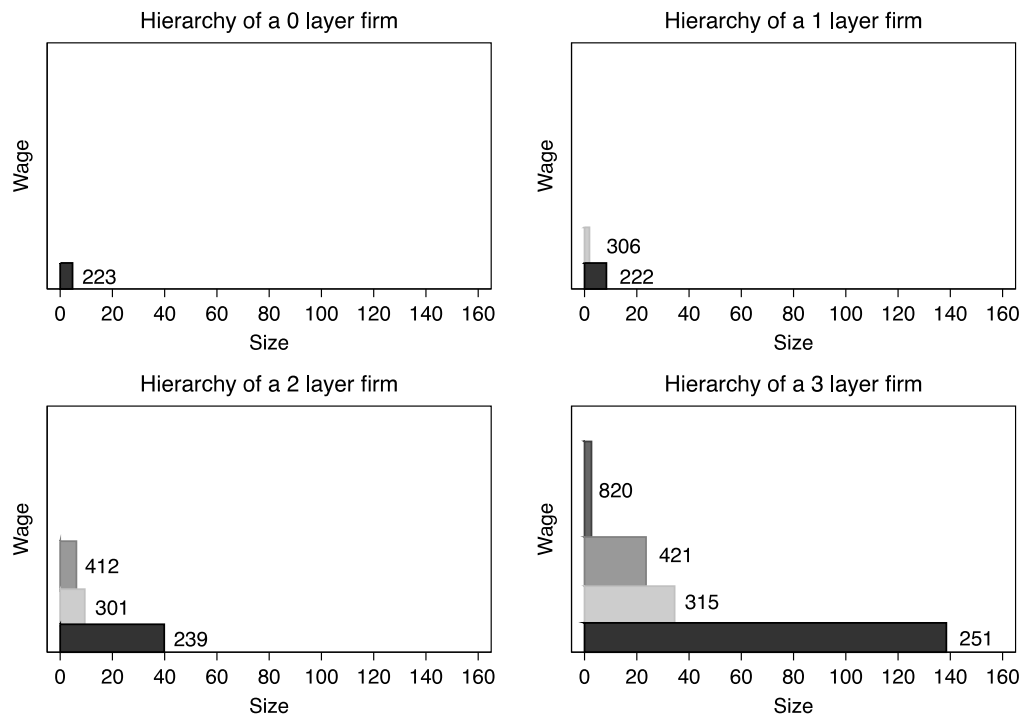 Hierarchy of a 0 layer firm
Wage
223
0 20 40 60 80 100 120 140 160
Size
Hierarchy of a 1 layer firm
Wage
306
222
0 20 40 60 80 100 120 140 160
Size
Hierarchy of a 2 layer firm
Wage
412
301
239
0 20 40 60 80 100 120 140 160
Size
Hierarchy of a 3 layer firm
Wage
820
421
315
251
0 20 40 60 80 100 120 140 160
Size